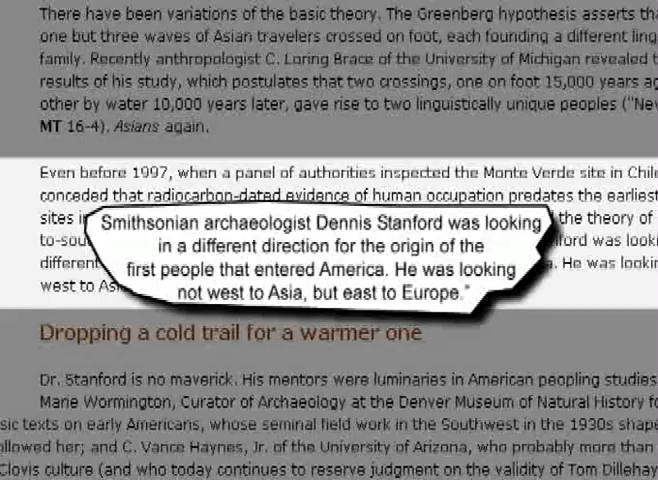 There have been variations of the basic theory. The Greenberg hypothesis asserts tha
one but three waves of Asian travelers crossed on foot, each founding a different ling
family. Recently anthropologist C. Loring Brace of the University of Michigan revealed t
results of his study, which postulates that two crossings, one on foot 15,000 years ag
other by water 10,000 years later, gave rise to two linguistically unique peoples ("Nev
MT 16-4). Asians again.
Even before 1997, when a panel of authorities inspected the Monte Verde site in Chile
conceded that radiocarbon-dated evidence of human occupation predates the earliest
sites i the theory of
to-sou ford was looki
different a. He was lookin
west to As
Smithsonian archaeologist Dennis Stanford was looking
in a different direction for the origin of the
first people that entered America. He was looking
not west to Asia, but east to Europe."
Dropping a cold trail for a warmer one
Dr. Stanford is no maverick. His mentors were luminaries in American peopling studies
Marie Wormington, Curator of Archaeology at the Denver Museum of Natural History fo
sic texts on early Americans, whose seminal field work in the Southwest in the 1930s shape
ollowed her; and C. Vance Haynes, Jr. of the University of Arizona, who probably more than
Clovis culture (and who today continues to reserve judgment on the validity of Tom Dillehay